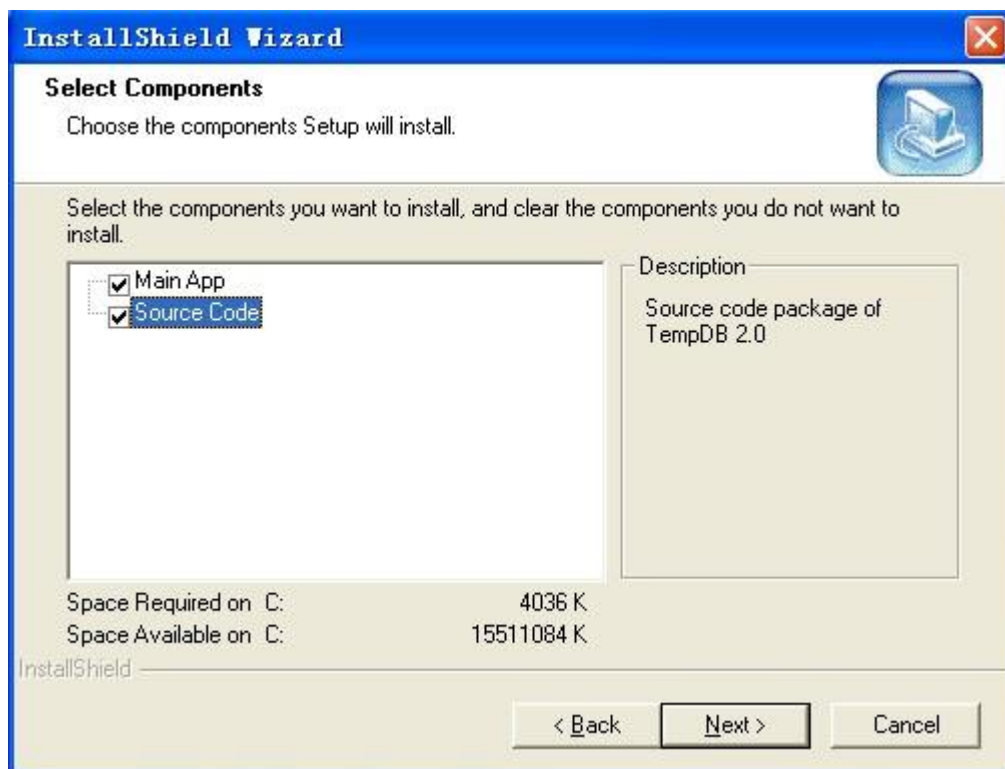 InstallShield Wizard
Select Components
Choose the components Setup will install.
Select the components you want to install, and clear the components you do not want to
install.
Main App
Source Code
Description
Source code package of
TempDB 2.0
Space Required on C: 4036 K
Space Available on C: 15511084 K
InstallShield
< Back Next > Cancel